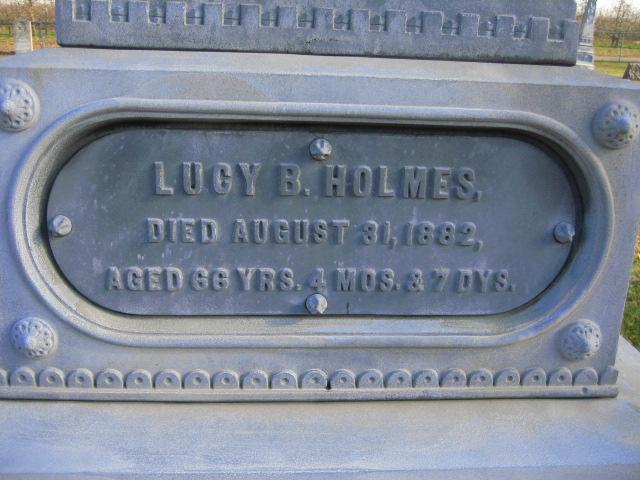 LUCY B. HOLMES,
DIED AUGUST 31, 1882,
AGED 66 YRS. 4 MOS. & 7 DYS.